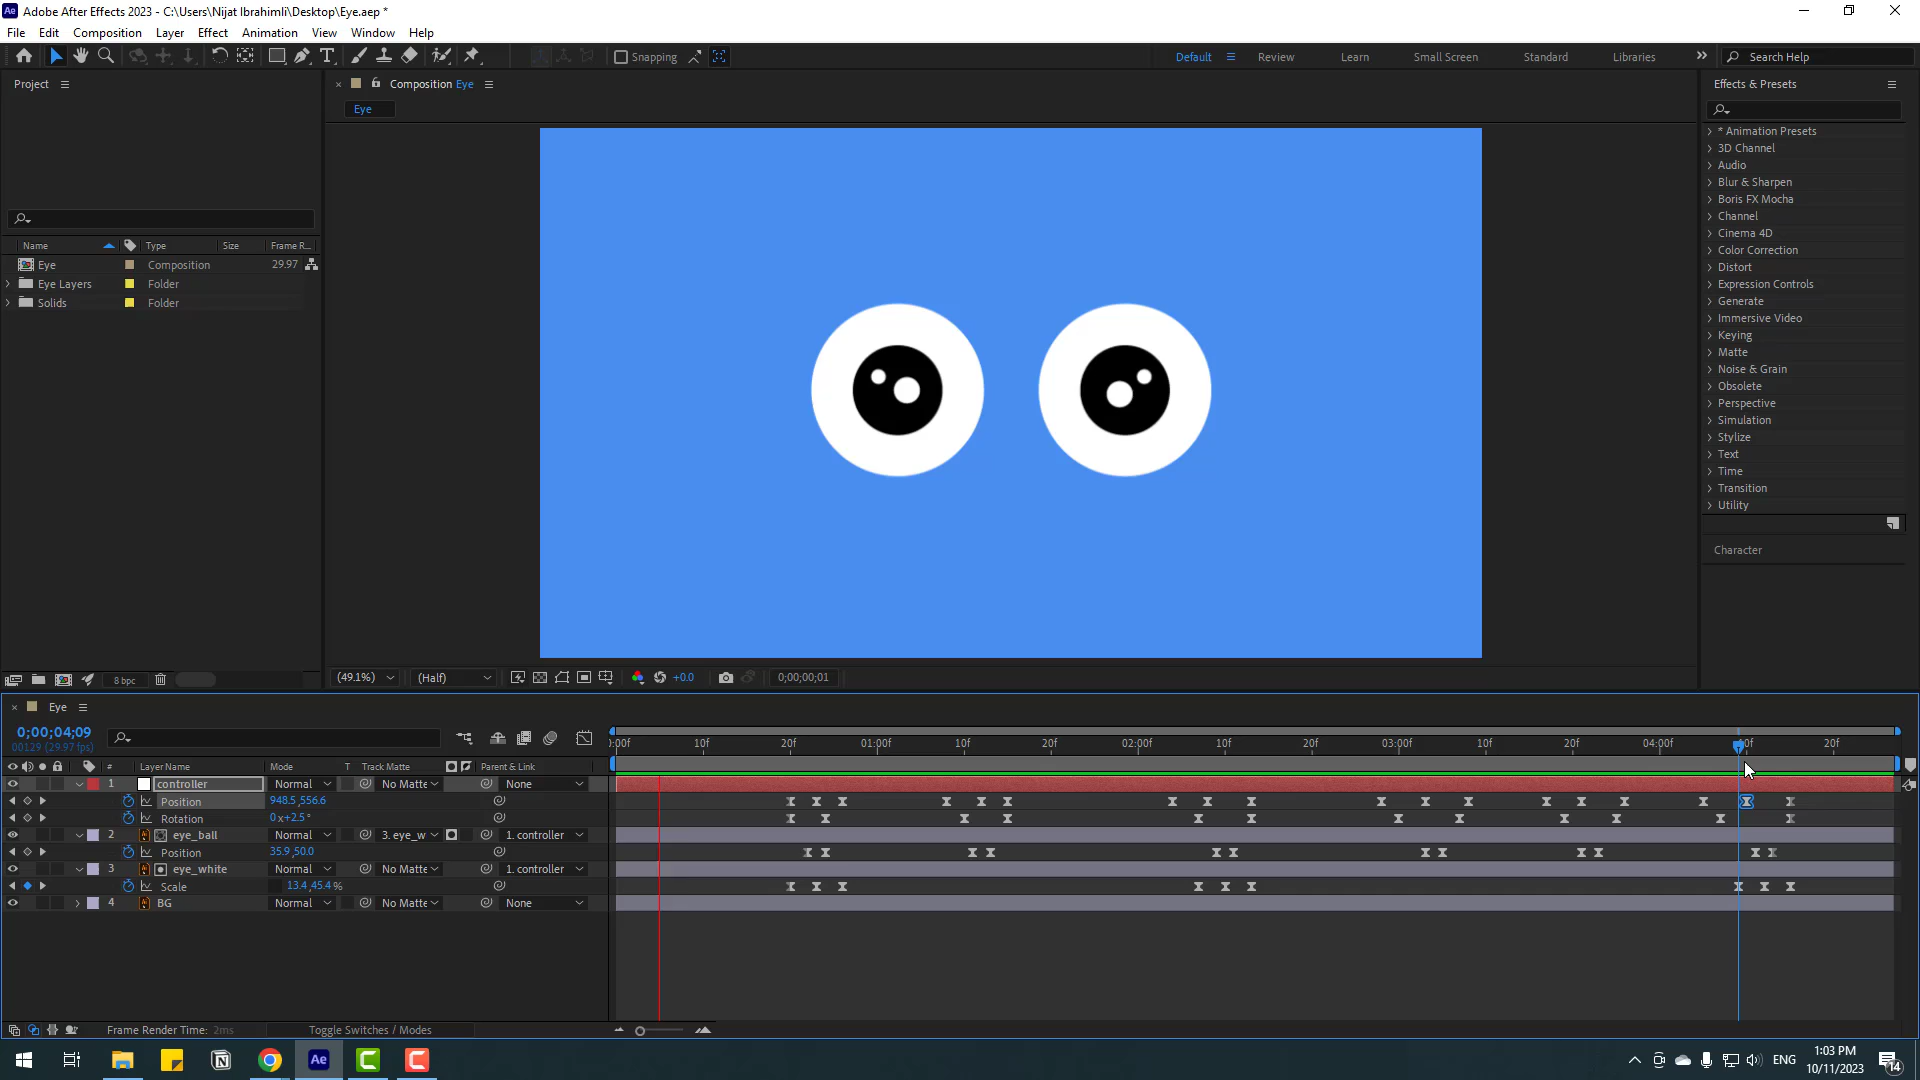 Ae Adobe After Effects 2023 - C:\Users\Nijat Ibrahimli\Desktop\Eye.aep *
File Edit Composition Layer Effect Animation View Window Help
Snapping Default Review Learn Small Screen Standard Libraries Search Help
Project
Composition Eye
Effects & Presets
Eye
* Animation Presets
3D Channel
Audio
Blur & Sharpen
Boris FX Mocha
Channel
Cinema 4D
Color Correction
Distort
Expression Controls
Generate
Immersive Video
Keying
Matte
Noise & Grain
Obsolete
Perspective
Simulation
Stylize
Text
Time
Transition
Utility
Character
Name Type Size Frame R...
Eye Composition 29.97
Eye Layers Folder
Solids Folder
8 bpc
(49.1%) (Half) +0.0 0;00;00;01
Eye
0;00;04;09
00129 (29.97 fps)
):00f 10f 20f 01:00f 10f 20f 02:00f 10f 20f 03:00f 10f 20f 04:00f 20f
# Layer Name Mode T Track Matte Parent & Link
1 controller Normal No Matte None
Position 948.5,556.6
Rotation 0x+2.5°
2 eye_ball Normal 3. eye_w 1. controller
Position 35.9,50.0
3 eye_white Normal No Matte 1. controller
Scale 13.4,45.4%
4 BG Normal No Matte None
Frame Render Time: 2ms Toggle Switches / Modes
Ae ENG
1:03 PM
10/11/2023
14